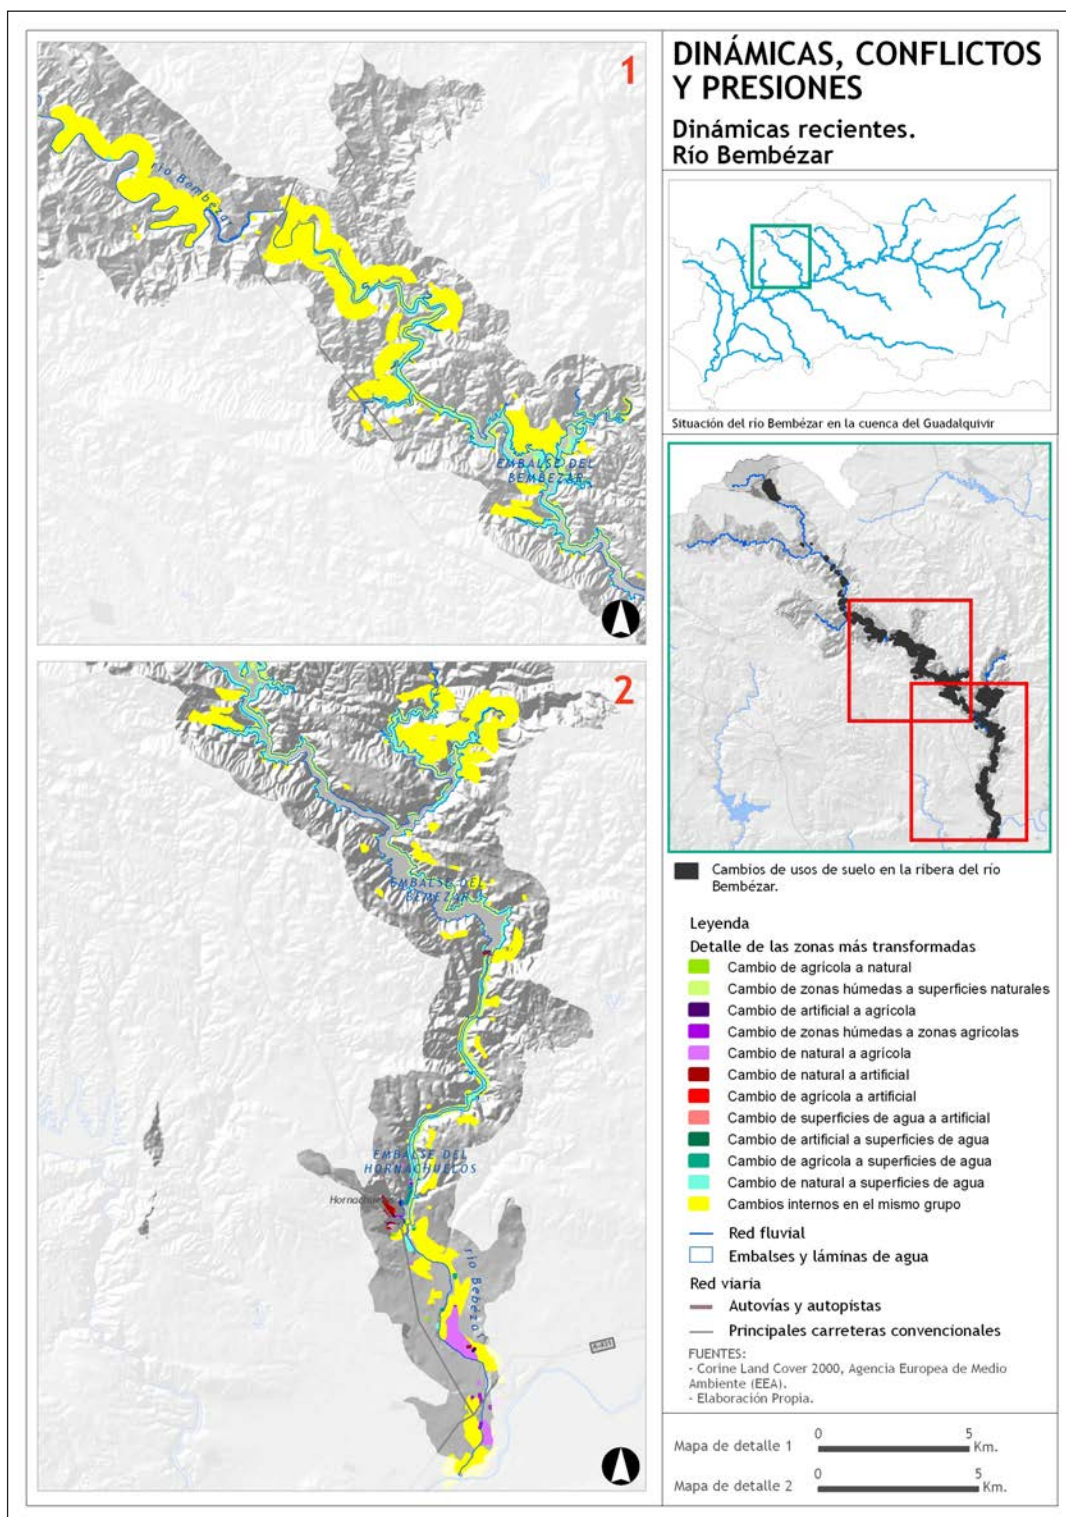 1
río Bembézar
EMBALSE DEL
BEMBEZAR
2
EMBALSE DEL
BEMEZAR
EMBALSE DEL
HORNACHUELOS
río Bebézar
DINÁMICAS, CONFLICTOS
Y PRESIONES
Dinámicas recientes.
Río Bembézar
Situación del río Bembézar en la cuenca del Guadalquivir
Cambios de usos de suelo en la ribera del río
Bembézar.
Leyenda
Detalle de las zonas más transformadas
Cambio de agrícola a natural
Cambio de zonas húmedas a superficies naturales
Cambio de artificial a agrícola
Cambio de zonas húmedas a zonas agrícolas
Cambio de natural a agrícola
Cambio de natural a artificial
Cambio de agrícola a artificial
Cambio de superficies de agua a artificial
Cambio de artificial a superficies de agua
Cambio de agrícola a superficies de agua
Cambio de natural a superficies de agua
Cambios internos en el mismo grupo
Red fluvial
Embalses y láminas de agua
Red viaria
Autovías y autopistas
Principales carreteras convencionales
FUENTES:
- Corine Land Cover 2000, Agencia Europea de Medio
Ambiente (EEA).
- Elaboración Propia.
Mapa de detalle 1 0 5 Km.
Mapa de detalle 2 0 5 Km.